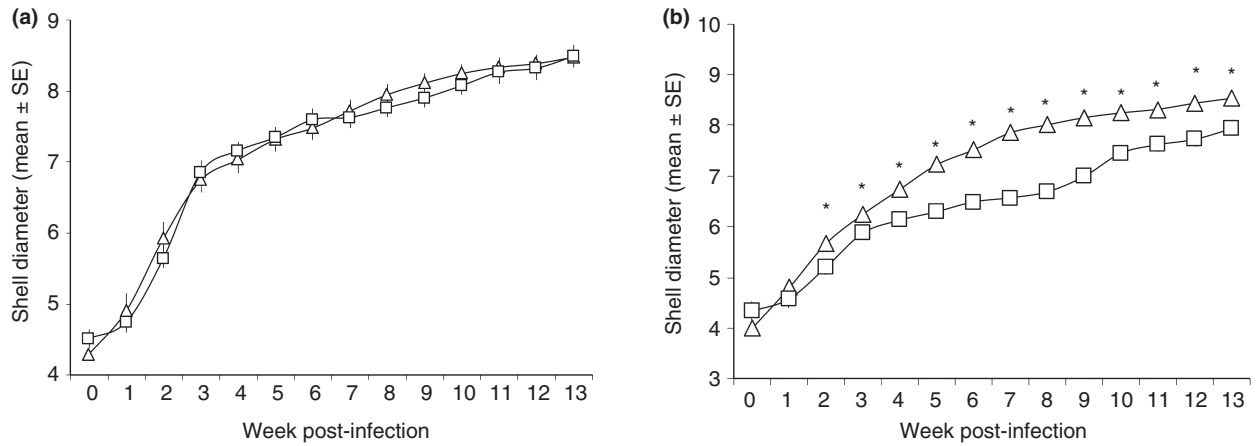 (a)
9
8
7
6
5
4
Shell diameter (mean ± SE)
0 1 2 3 4 5 6 7 8 9 10 11 12 13
Week post-infection
(b)
10
9
8
7
6
5
4
3
Shell diameter (mean ± SE)
* * * * * * * * * * * *
0 1 2 3 4 5 6 7 8 9 10 11 12 13
Week post-infection